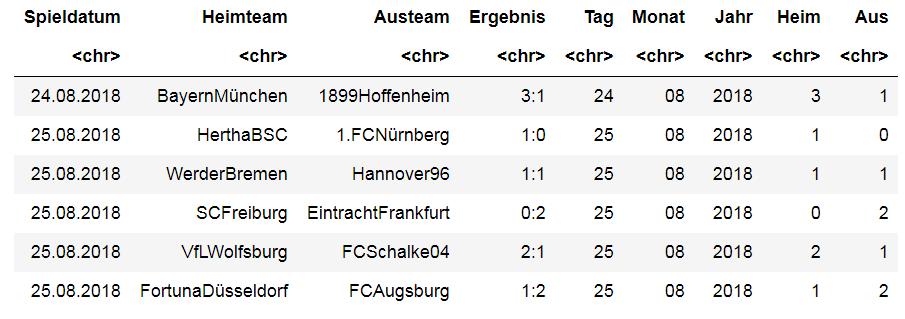 Spieldatum Heimteam Austeam Ergebnis Tag Monat Jahr Heim Aus
<chr> <chr> <chr> <chr> <chr> <chr> <chr> <chr> <chr>
24.08.2018 BayernMünchen 1899Hoffenheim 3:1 24 08 2018 3 1
25.08.2018 HerthaBSC 1.FCNürnberg 1:0 25 08 2018 1 0
25.08.2018 WerderBremen Hannover96 1:1 25 08 2018 1 1
25.08.2018 SCFreiburg EintrachtFrankfurt 0:2 25 08 2018 0 2
25.08.2018 VfLWolfsburg FCSchalke04 2:1 25 08 2018 2 1
25.08.2018 FortunaDüsseldorf FCAugsburg 1:2 25 08 2018 1 2